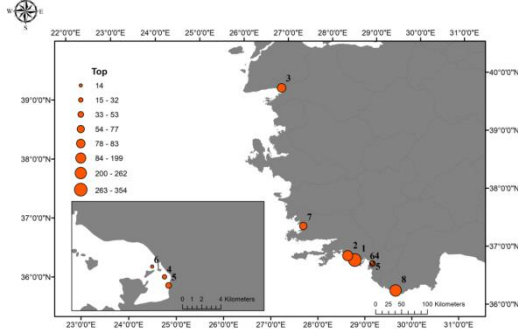 N
W E
S
22°0'0"E 23°0'0"E 24°0'0"E 25°0'0"E 26°0'0"E 27°0'0"E 28°0'0"E 29°0'0"E 30°0'0"E 31°0'0"E
Top
14
15 - 32
33 - 53
54 - 77
78 - 83
84 - 199
200 - 262
263 - 354
39°0'0"N
38°0'0"N
37°0'0"N
36°0'0"N
40°0'0"N
39°0'0"N
38°0'0"N
37°0'0"N
36°0'0"N
3
7
2 1
64
5
8
6
4
5
0 1 2 4 Kilometers
0 25 50 100 Kilometers
23°0'0"E 24°0'0"E 25°0'0"E 26°0'0"E 27°0'0"E 28°0'0"E 29°0'0"E 30°0'0"E